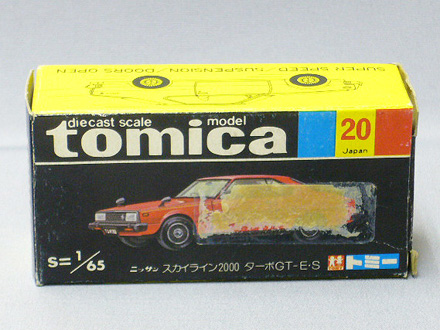 SUPER SPEED / SUSPENSION / DOORS OPEN
diecast scale model
tomica
20
Japan
S=1/65
ニッサン スカイライン2000 ターボGT-E・S
トミー